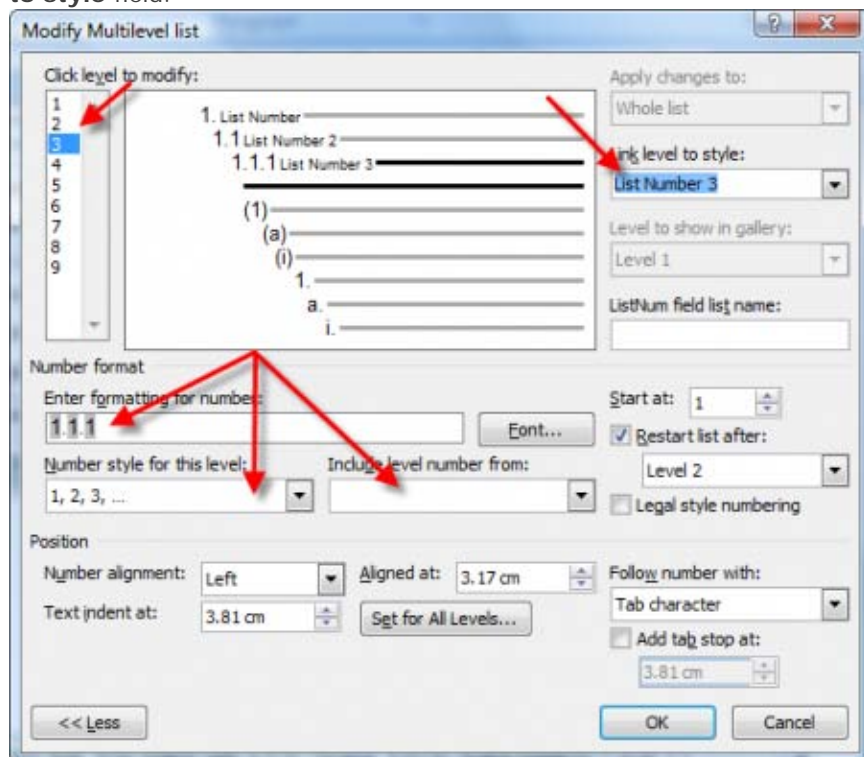 to style field.
Modify Multilevel list
Click level to modify:
1
2
3
4
5
6
7
8
9
1. List Number
1.1 List Number 2
1.1.1 List Number 3
(1)
(a)
(i)
1.
a.
i.
Apply changes to:
Whole list
Link level to style:
List Number 3
Level to show in gallery:
Level 1
ListNum field list name:
Number format
Enter formatting for number:
1.1.1
Font...
Number style for this level:
1, 2, 3, ...
Include level number from:
Start at: 1
Restart list after:
Level 2
Legal style numbering
Position
Number alignment: Left
Aligned at: 3.17 cm
Text indent at: 3.81 cm
Set for All Levels...
Follow number with:
Tab character
Add tab stop at:
3.81 cm
<< Less
OK
Cancel